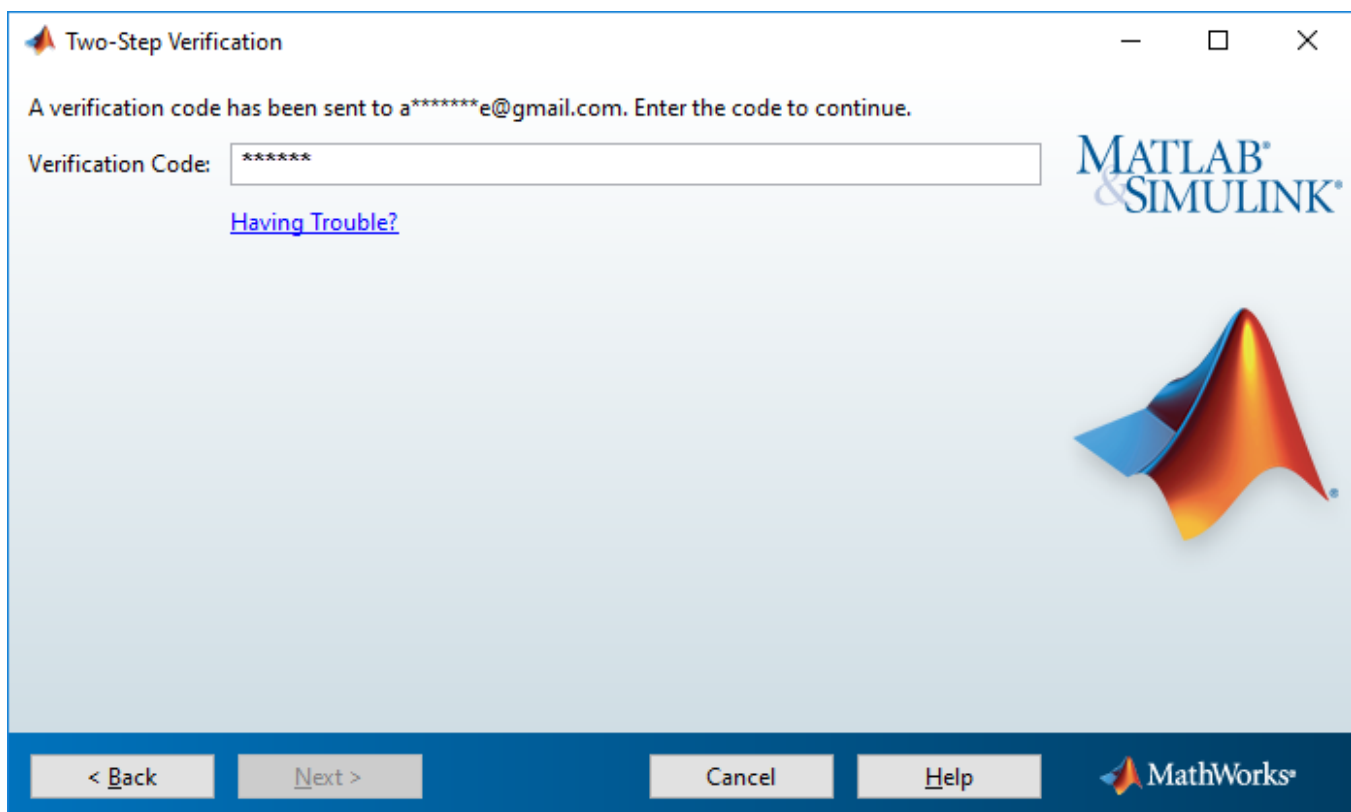 Two-Step Verification
A verification code has been sent to a*******e@gmail.com. Enter the code to continue.
Verification Code: ******
MATLAB®
&SIMULINK®
Having Trouble?
®
< Back Next > Cancel Help MathWorks®